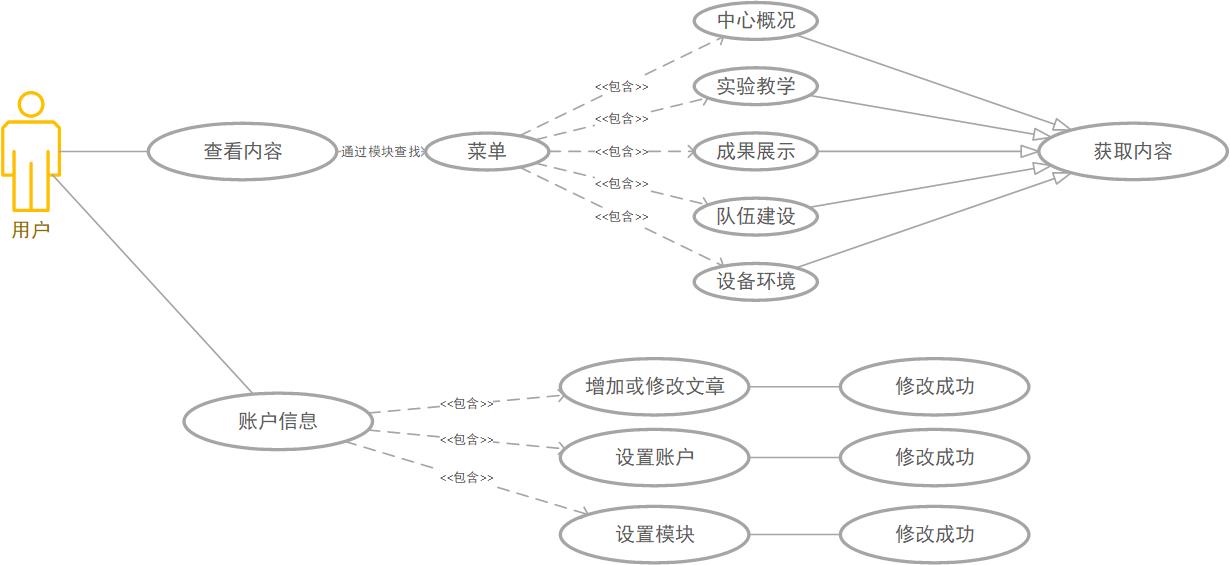 中心概况
<<包含>>
实验教学
<<包含>>
用户
查看内容
通过模块查找
菜单
<<包含>>
成果展示
获取内容
<<包含>>
队伍建设
<<包含>>
设备环境
账户信息
<<包含>>
增加或修改文章
修改成功
<<包含>>
设置账户
修改成功
<<包含>>
设置模块
修改成功